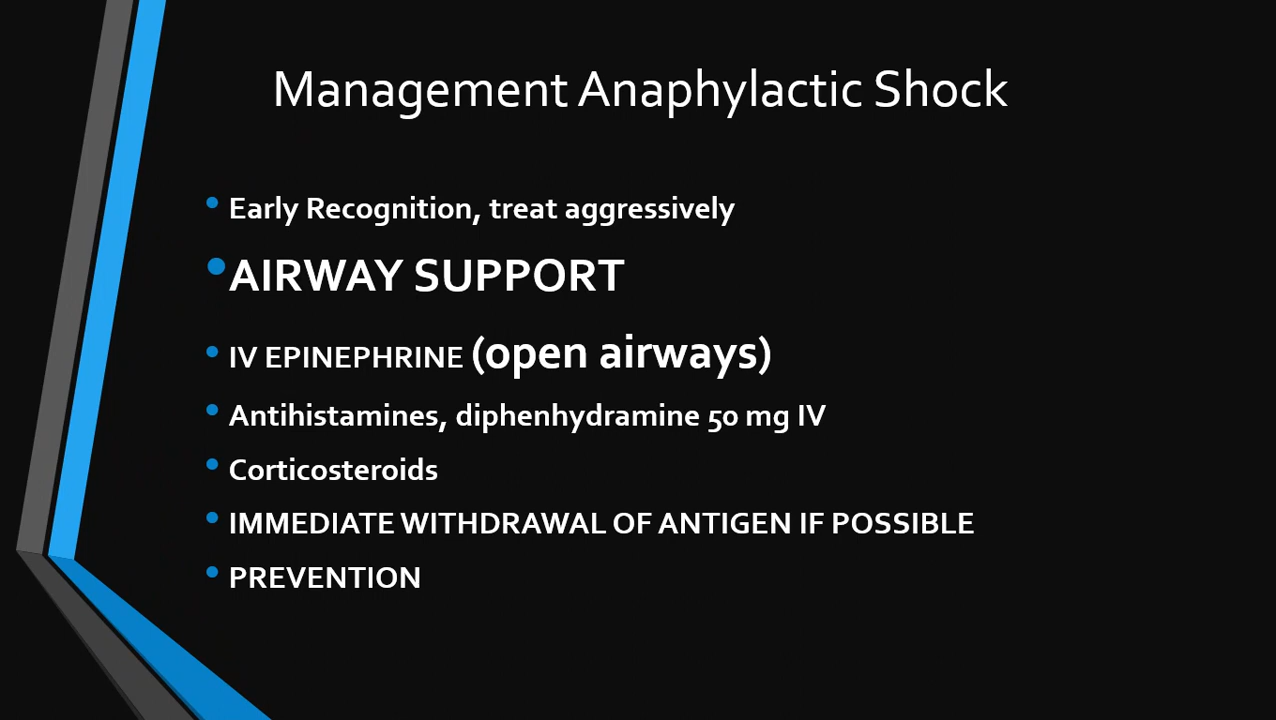 Management Anaphylactic Shock
• Early Recognition, treat aggressively
• AIRWAY SUPPORT
• IV EPINEPHRINE (open airways)
• Antihistamines, diphenhydramine 50 mg IV
• Corticosteroids
• IMMEDIATE WITHDRAWAL OF ANTIGEN IF POSSIBLE
• PREVENTION